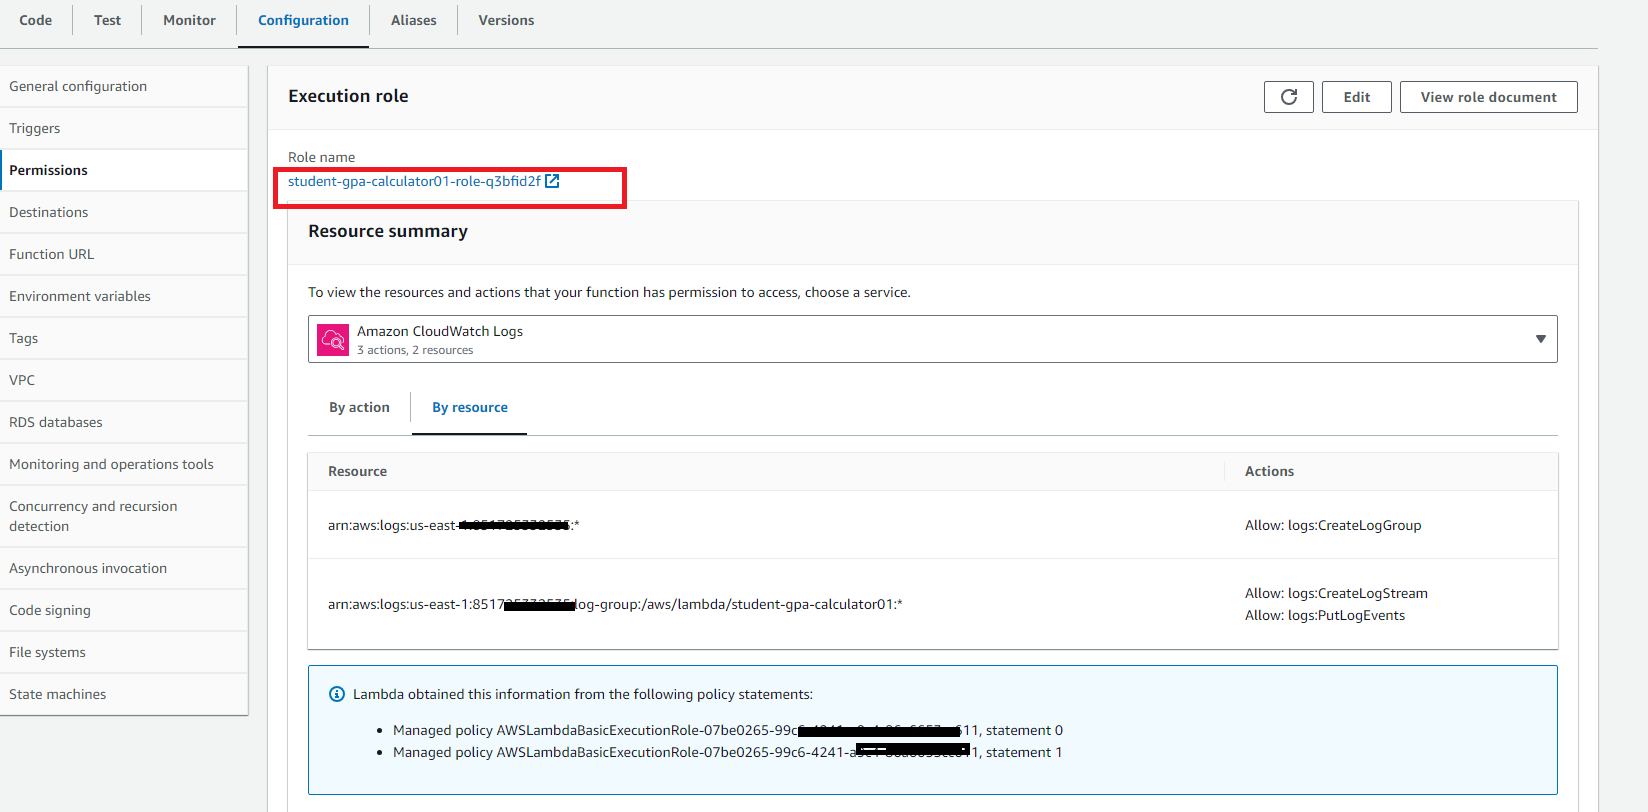 Code
Test
Monitor
Configuration
Aliases
Versions
General configuration
Triggers
Permissions
Destinations
Function URL
Environment variables
Tags
VPC
RDS databases
Monitoring and operations tools
Concurrency and recursion
detection
Asynchronous invocation
Code signing
File systems
State machines
Execution role
Edit
View role document
Role name
student-gpa-calculator01-role-q3bfid2f
Resource summary
To view the resources and actions that your function has permission to access, choose a service.
Amazon CloudWatch Logs
3 actions, 2 resources
By action
By resource
Resource
Actions
arn:aws:logs:us-east- :*
Allow: logs:CreateLogGroup
arn:aws:logs:us-east-1:8517 log-group:/aws/lambda/student-gpa-calculator01:*
Allow: logs:CreateLogStream
Allow: logs:PutLogEvents
Lambda obtained this information from the following policy statements:
• Managed policy AWSLambdaBasicExecutionRole-07be0265-99c 611, statement 0
• Managed policy AWSLambdaBasicExecutionRole-07be0265-99c6-4241-a 1, statement 1